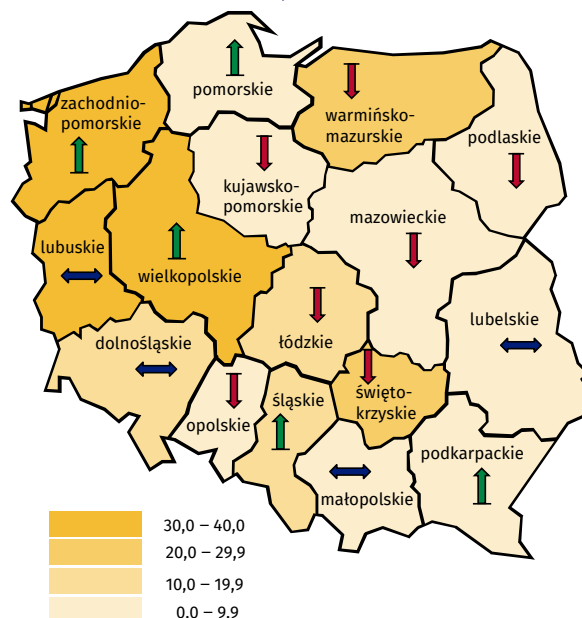 pomorskie
zachodnio-
pomorskie
warmińsko-
mazurskie
podlaskie
kujawsko-
pomorskie
mazowieckie
lubuskie
wielkopolskie
łódzkie
lubelskie
dolnośląskie
opolskie
śląskie
święto-
krzyskie
podkarpackie
małopolskie
30,0 – 40,0
20,0 – 29,9
10,0 – 19,9
0,0 – 9,9